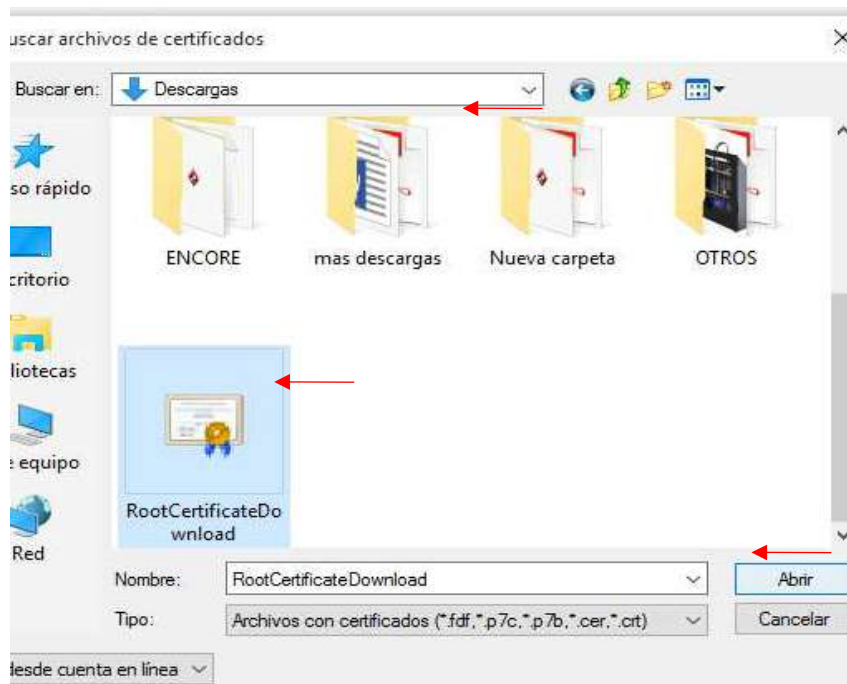 uscar archivos de certificados
Buscar en: Descargas
so rápido
critorio
liotecas
equipo
Red
ENCORE
mas descargas
Nueva carpeta
OTROS
RootCertificateDo
wnload
Nombre: RootCertificateDownload Abrir
Tipo: Archivos con certificados (*.fdf,*.p7c,*.p7b,*.cer,*.crt) Cancelar
desde cuenta en línea